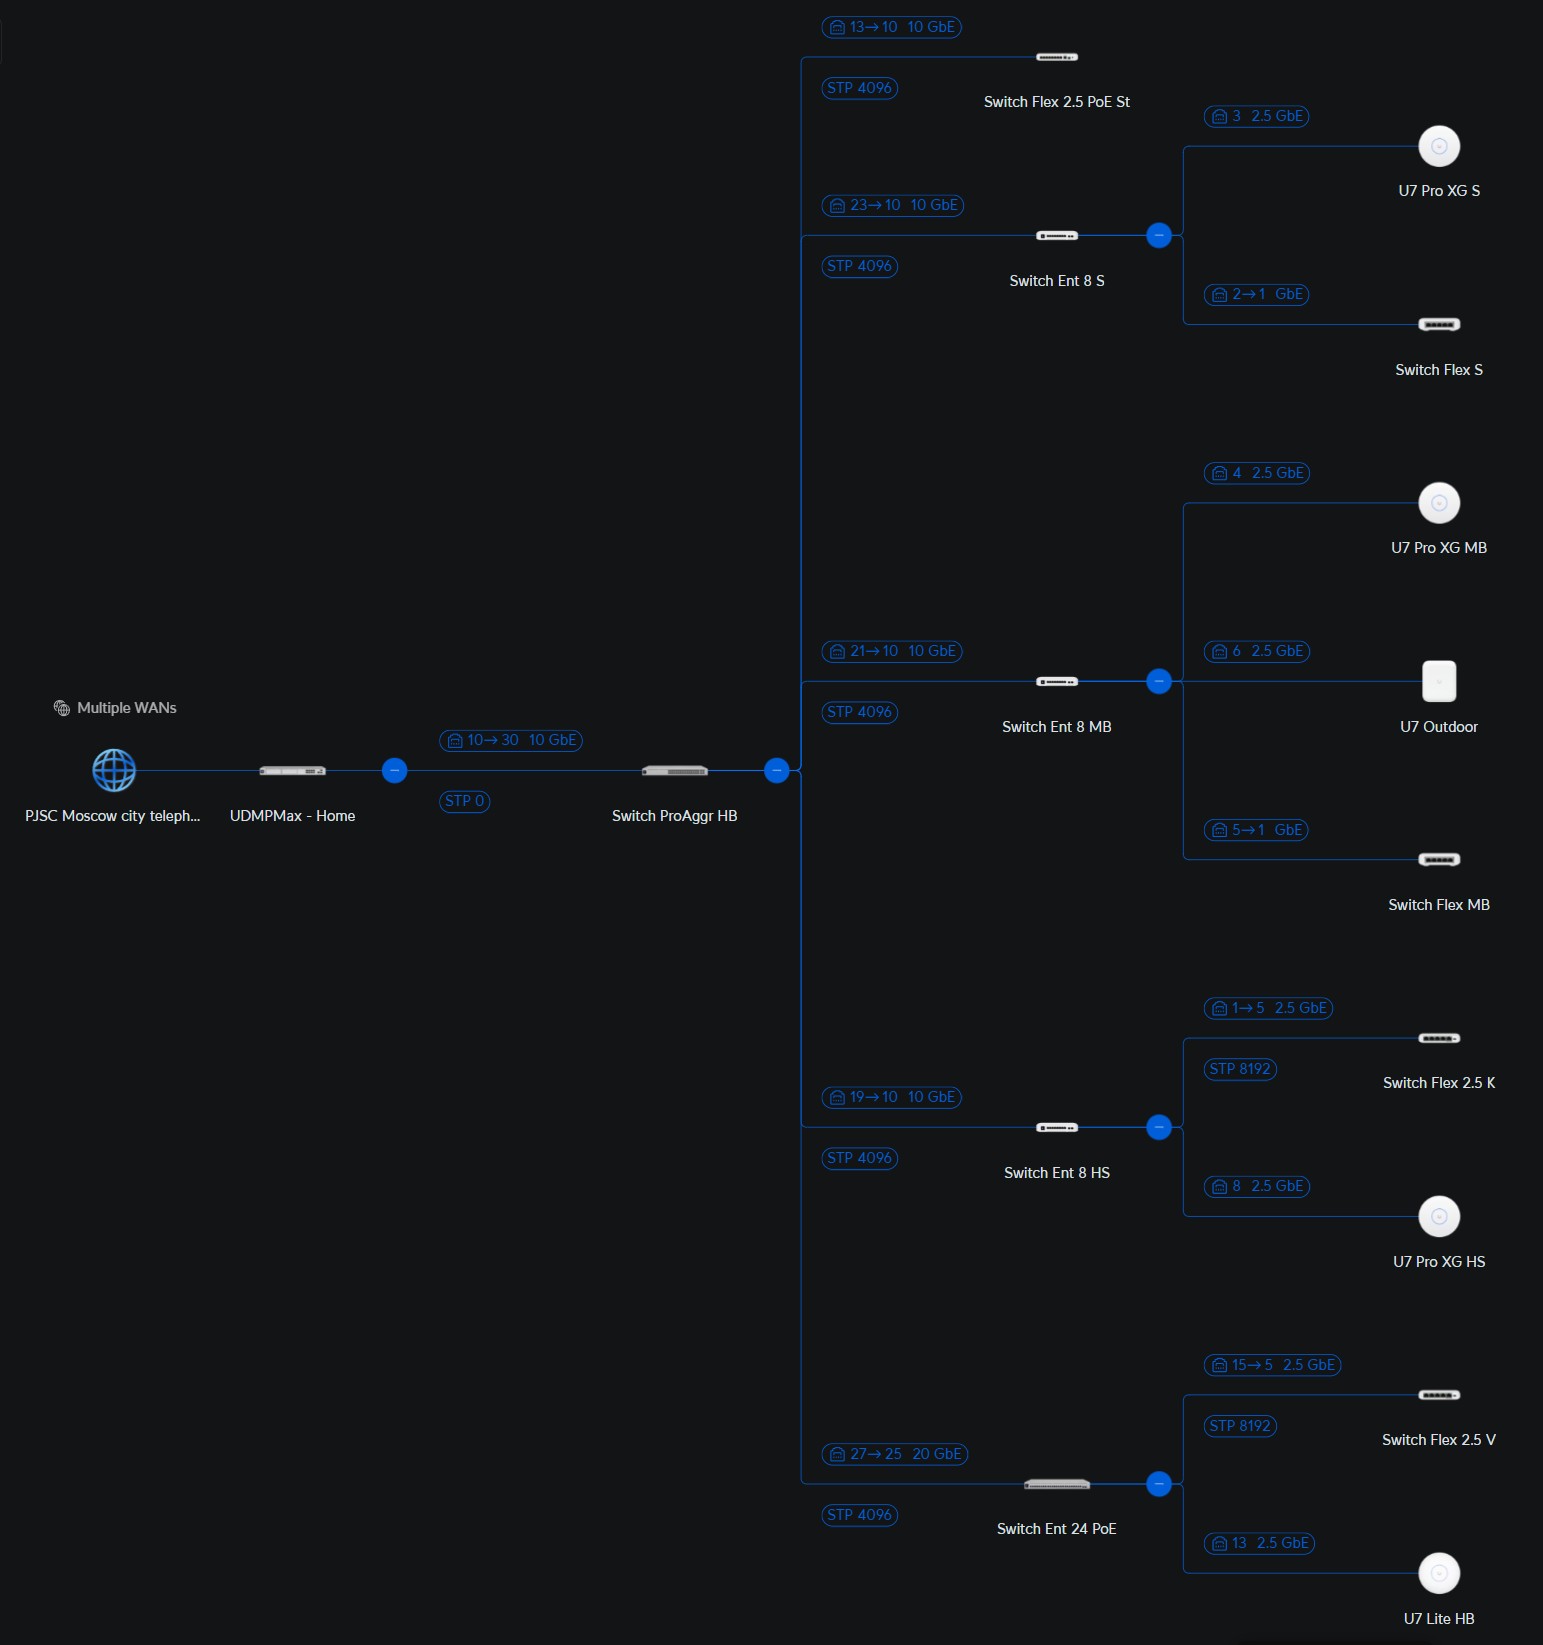 13→10 10 GbE
STP 4096
Switch Flex 2.5 PoE St
3 2.5 GbE
U7 Pro XG S
23→10 10 GbE
STP 4096
Switch Ent 8 S
2→1 GbE
Switch Flex S
4 2.5 GbE
U7 Pro XG MB
21→10 10 GbE
STP 4096
Switch Ent 8 MB
6 2.5 GbE
U7 Outdoor
Multiple WANs
PJSC Moscow city teleph...
UDMPMax - Home
10→30 10 GbE
STP 0
Switch ProAggr HB
5→1 GbE
Switch Flex MB
1→5 2.5 GbE
STP 8192
Switch Flex 2.5 K
19→10 10 GbE
STP 4096
Switch Ent 8 HS
8 2.5 GbE
U7 Pro XG HS
15→5 2.5 GbE
STP 8192
Switch Flex 2.5 V
27→25 20 GbE
STP 4096
Switch Ent 24 PoE
13 2.5 GbE
U7 Lite HB